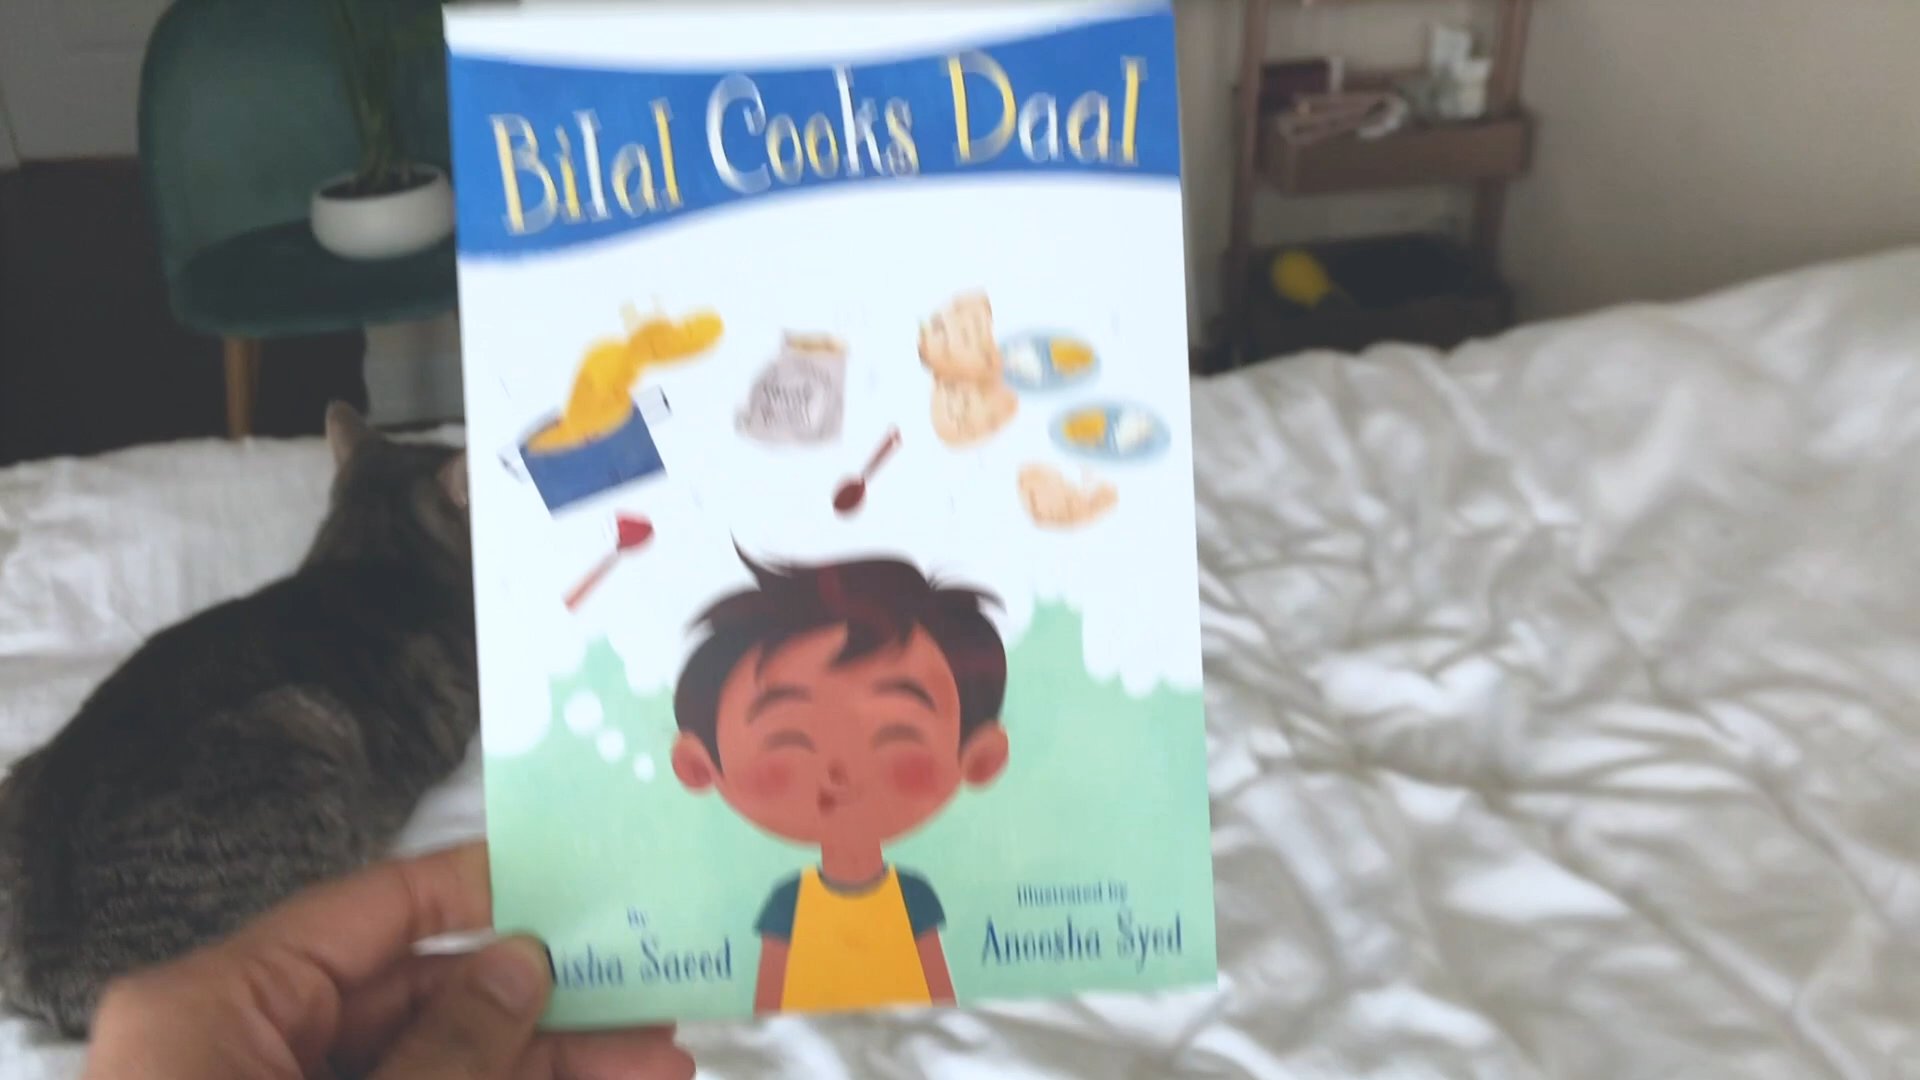 Bilal Cooks Daal
By
Aisha Saeed
Illustrated by
Anoosha Syed